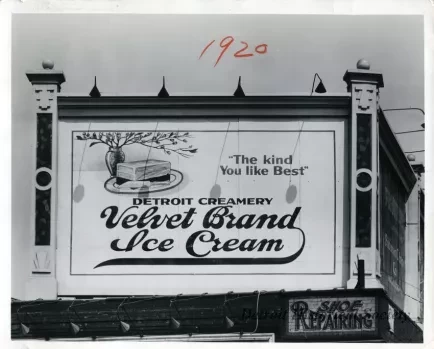 1920
"The kind
You like Best"
DETROIT CREAMERY
Velvet Brand
Ice Cream
SHOE
REPAIRING